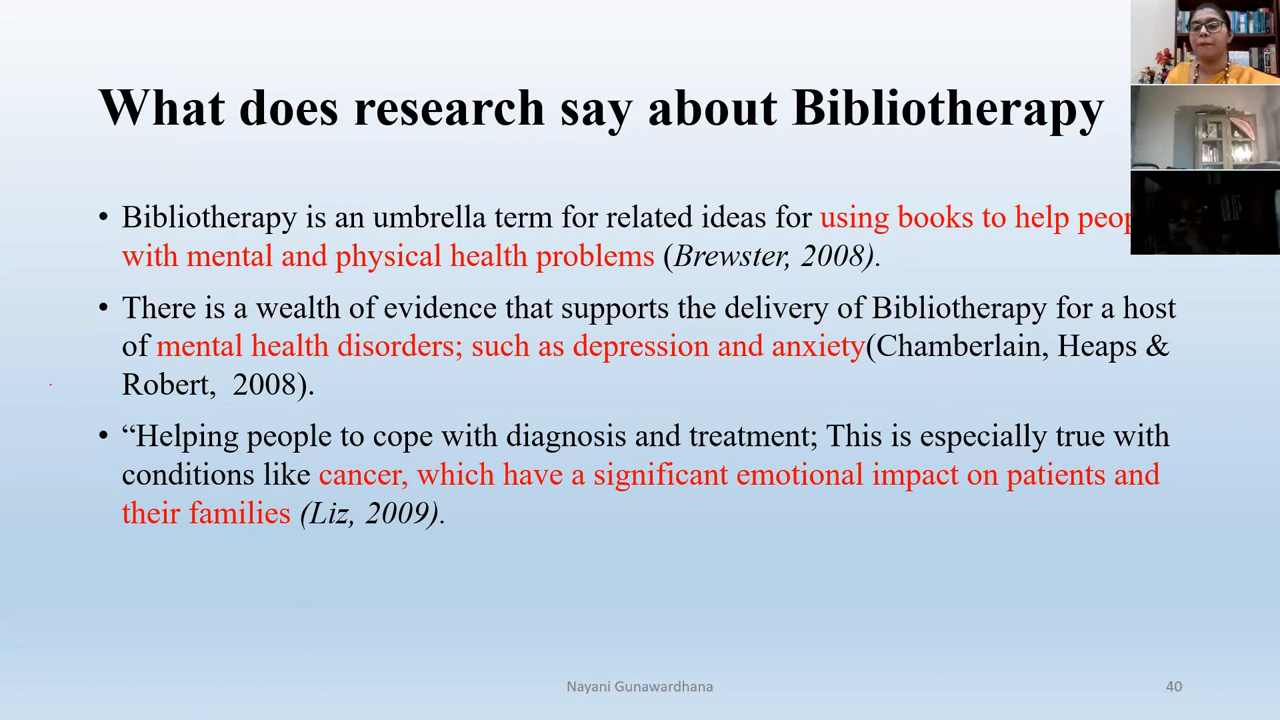 What does research say about Bibliotherapy
• Bibliotherapy is an umbrella term for related ideas for using books to help
with mental and physical health problems (Brewster, 2008).
• There is a wealth of evidence that supports the delivery of Bibliotherapy for a host
of mental health disorders; such as depression and anxiety(Chamberlain, Heaps &
Robert, 2008).
• “Helping people to cope with diagnosis and treatment; This is especially true with
conditions like cancer, which have a significant emotional impact on patients and
their families (Liz, 2009).
Nayani Gunawardhana
40